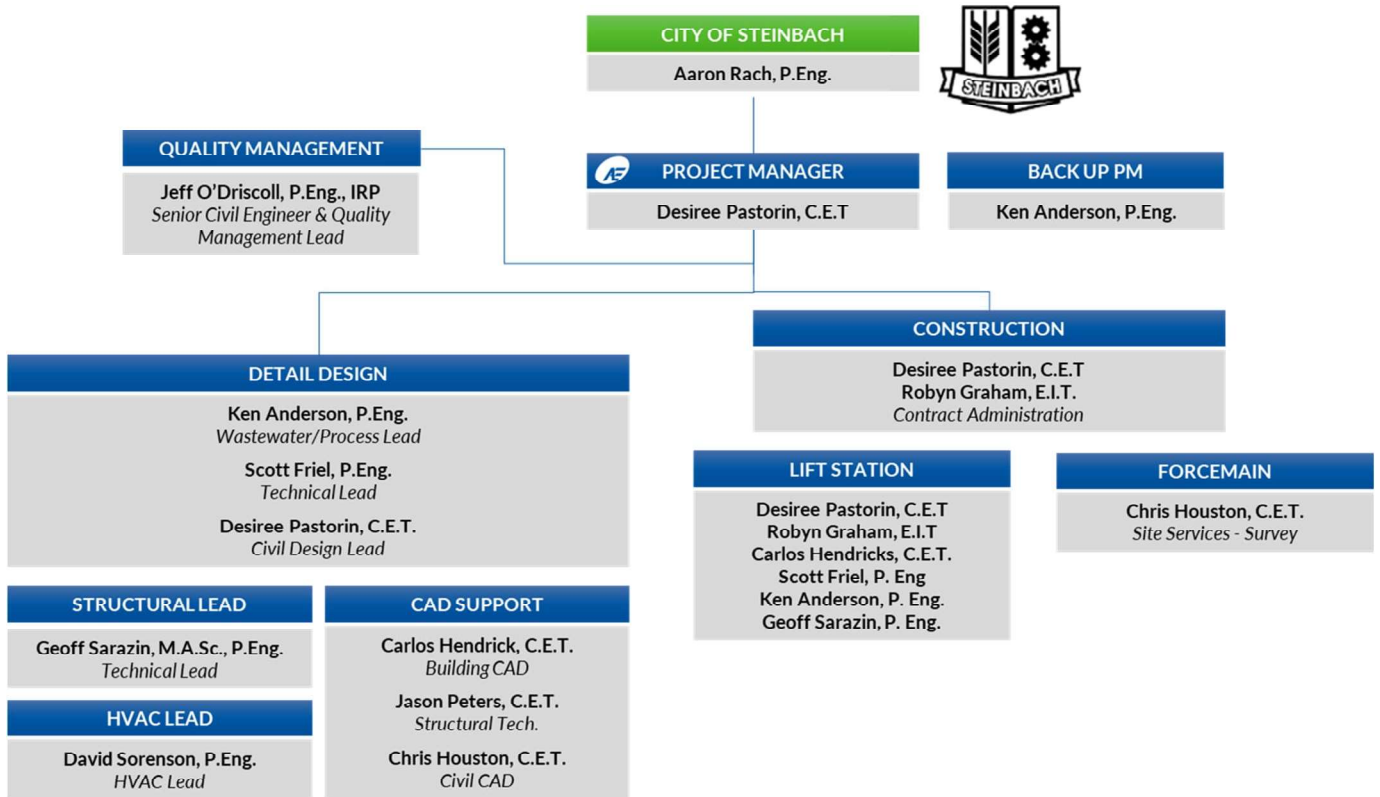 CITY OF STEINBACH
Aaron Rach, P.Eng.
STEINBACH
QUALITY MANAGEMENT
Jeff O'Driscoll, P.Eng., IRP
Senior Civil Engineer & Quality
Management Lead
AE
PROJECT MANAGER
Desiree Pastorin, C.E.T
BACK UP PM
Ken Anderson, P.Eng.
DETAIL DESIGN
Ken Anderson, P.Eng.
Wastewater/Process Lead
Scott Friel, P.Eng.
Technical Lead
Desiree Pastorin, C.E.T.
Civil Design Lead
STRUCTURAL LEAD
Geoff Sarazin, M.A.Sc., P.Eng.
Technical Lead
HVAC LEAD
David Sorenson, P.Eng.
HVAC Lead
CAD SUPPORT
Carlos Hendrick, C.E.T.
Building CAD
Jason Peters, C.E.T.
Structural Tech.
Chris Houston, C.E.T.
Civil CAD
CONSTRUCTION
Desiree Pastorin, C.E.T
Robyn Graham, E.I.T.
Contract Administration
LIFT STATION
Desiree Pastorin, C.E.T
Robyn Graham, E.I.T
Carlos Hendricks, C.E.T.
Scott Friel, P. Eng
Ken Anderson, P. Eng.
Geoff Sarazin, P. Eng.
FORCEMAIN
Chris Houston, C.E.T.
Site Services - Survey